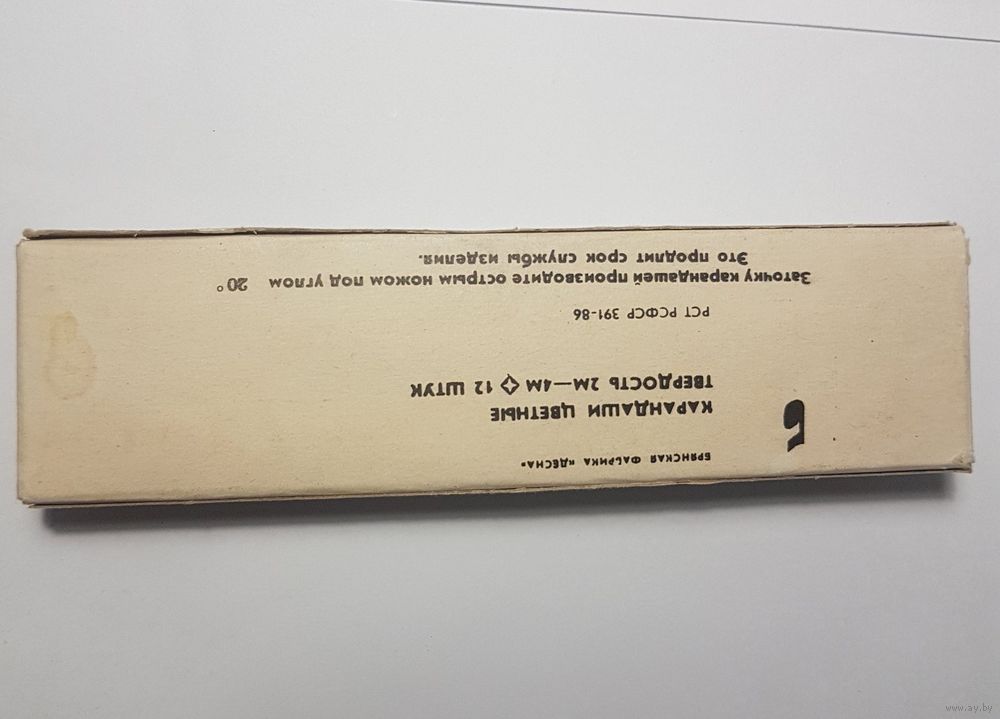 БРЯНСКАЯ ФАБРИКА «ДЕСНА»
Б
КАРАНДАШИ ЦВЕТНЫЕ
ТВЕРДОСТЬ 2М—4М 12 ШТУК
РСТ РСФСР 391-86
Заточку карандашей производите острым ножом под углом 20°
Это продлит срок службы изделия.
www.ay.by